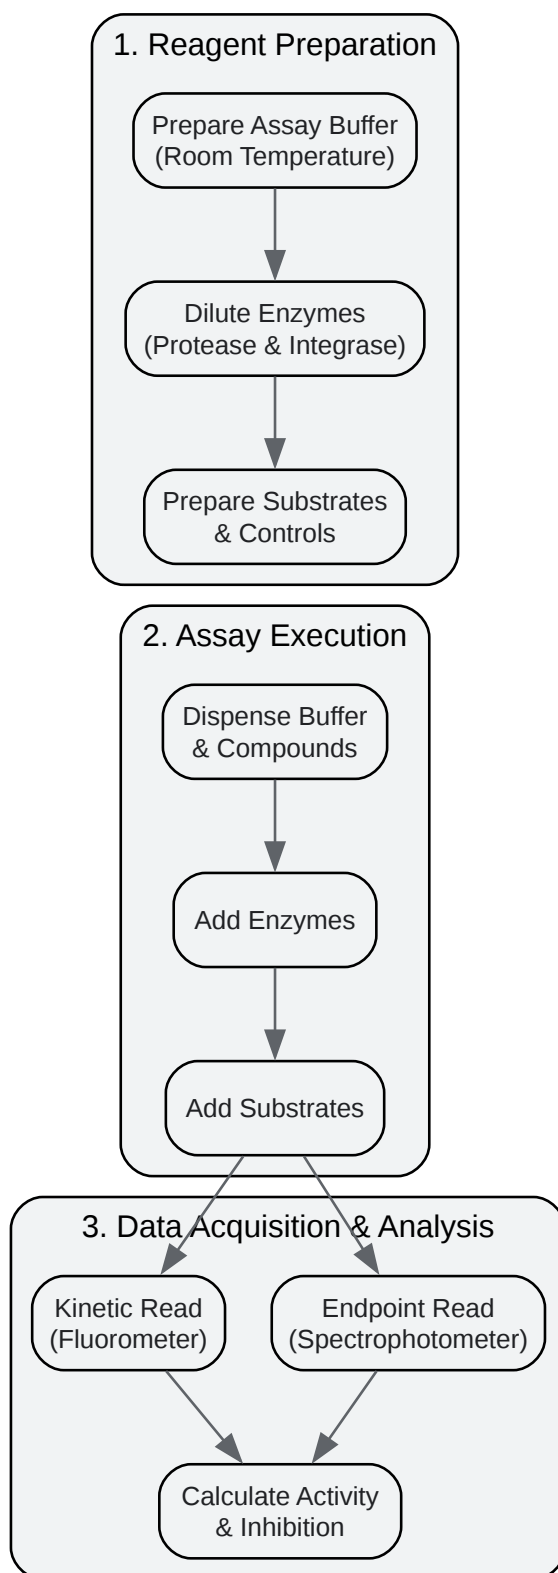 1. Reagent Preparation
Prepare Assay Buffer
(Room Temperature)
Dilute Enzymes
(Protease & Integrase)
Prepare Substrates
& Controls
2. Assay Execution
Dispense Buffer
& Compounds
Add Enzymes
Add Substrates
3. Data Acquisition & Analysis
Kinetic Read
(Fluorometer)
Endpoint Read
(Spectrophotometer)
Calculate Activity
& Inhibition